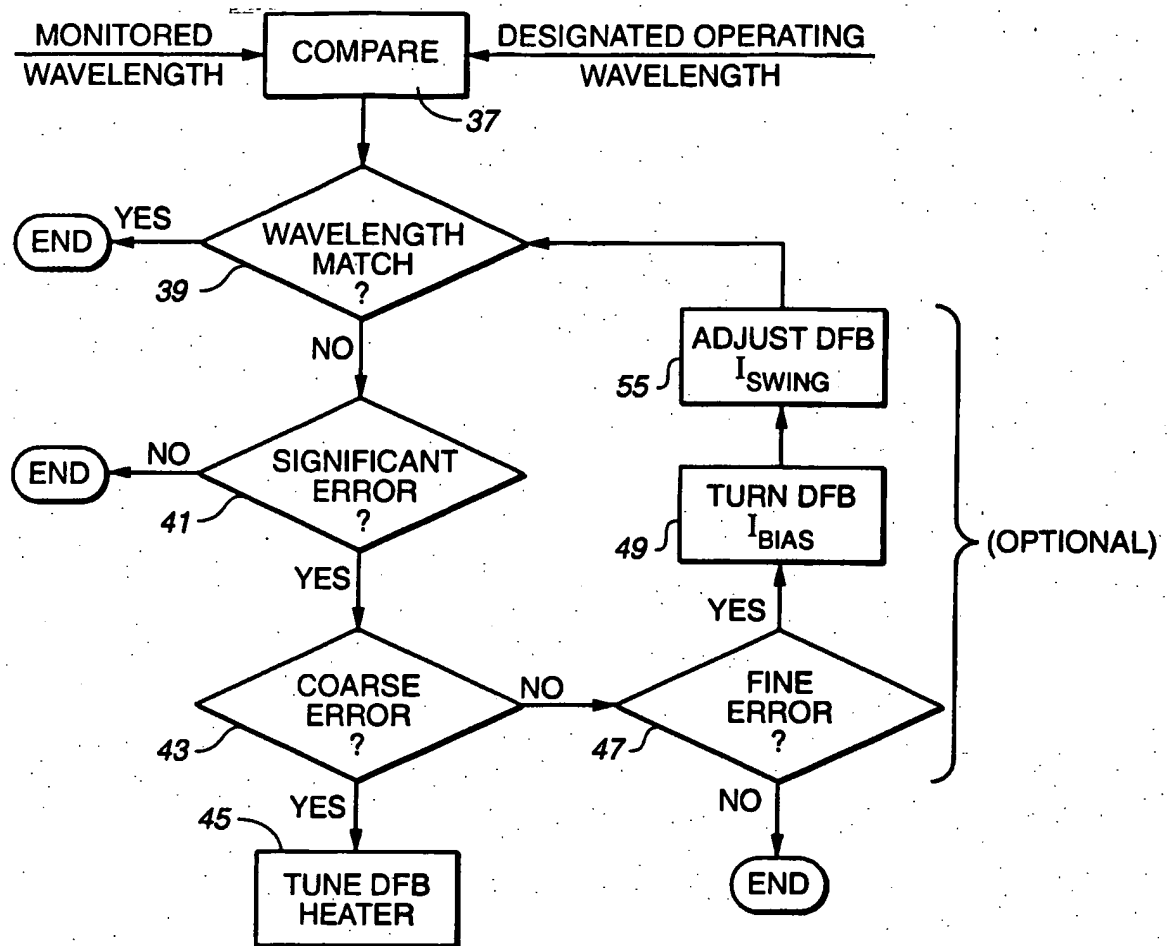 MONITORED
WAVELENGTH
COMPARE
DESIGNATED OPERATING
WAVELENGTH
37
YES
END
WAVELENGTH
MATCH
?
39
NO
ADJUST DFB
I SWING
55
NO
END
SIGNIFICANT
ERROR
?
41
TURN DFB
I BIAS
49
(OPTIONAL)
YES
YES
COARSE
ERROR
?
43
NO
FINE
ERROR
?
47
YES
NO
45
TUNE DFB
HEATER
END